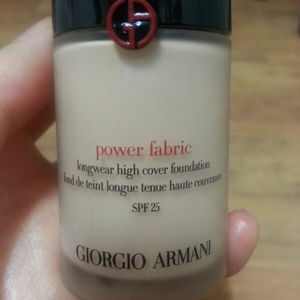 power fabric
longwear high cover foundation
fond de teint longue tenue haute couvrance
SPF 25
GIORGIO ARMANI